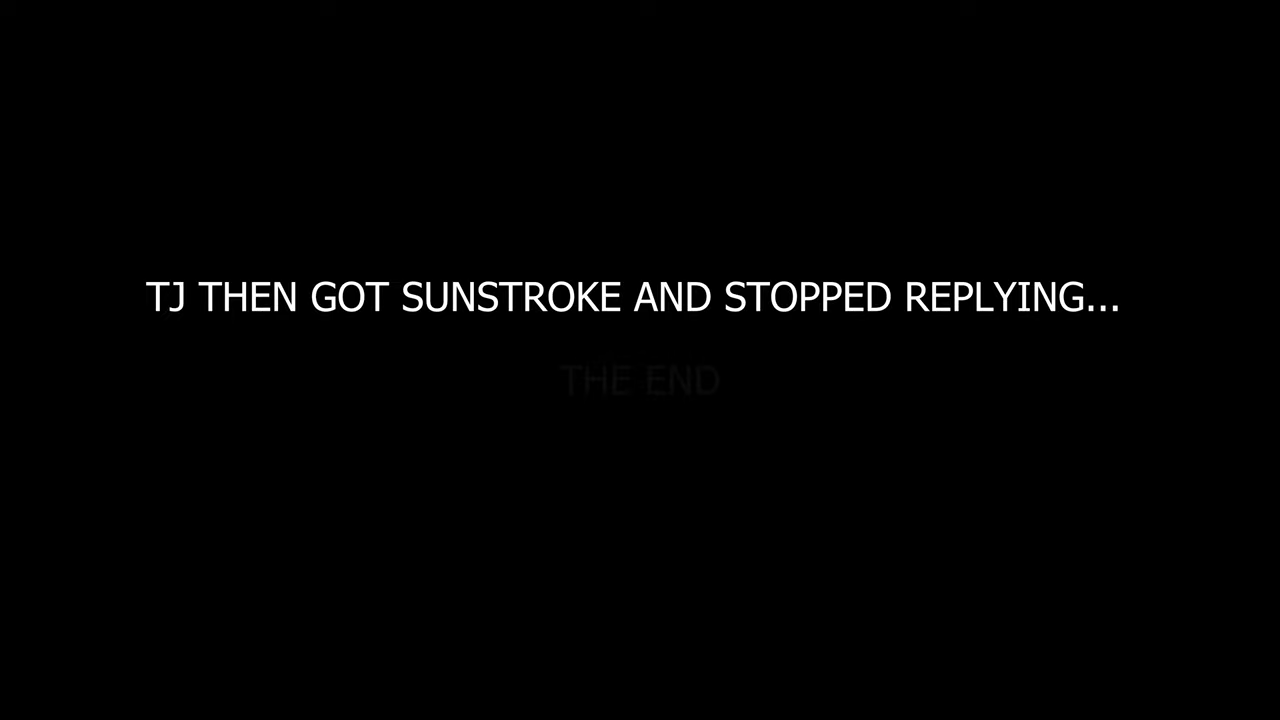 TJ THEN GOT SUNSTROKE AND STOPPED REPLYING...
THE END